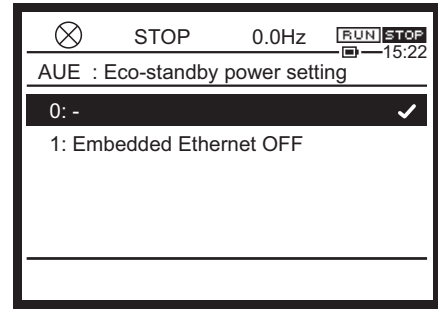 STOP 0.0Hz RUN STOP
15:22
AUE : Eco-standby power setting
0: -
1: Embedded Ethernet OFF